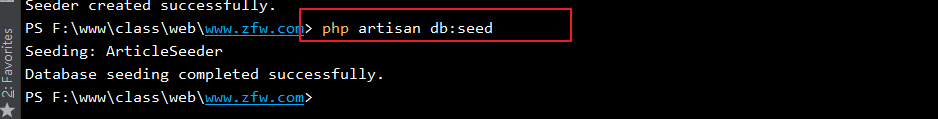 Seeder created successfully.
PS F:\www\class\web\www.zfw.com> php artisan db:seed
Seeding: ArticleSeeder
Database seeding completed successfully.
PS F:\www\class\web\www.zfw.com>
2: Favorites